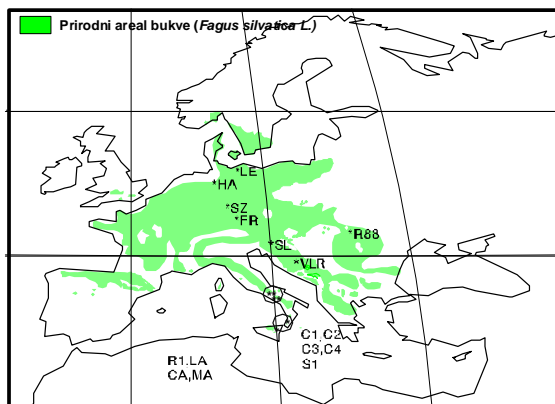 Prirodni areal bukve (Fagus silvatica L.)
*LE
*HA
*SZ
*FR
*SL
*R88
*VLR
C1,C2
C3,C4
S1
R1.LA
CA,MA